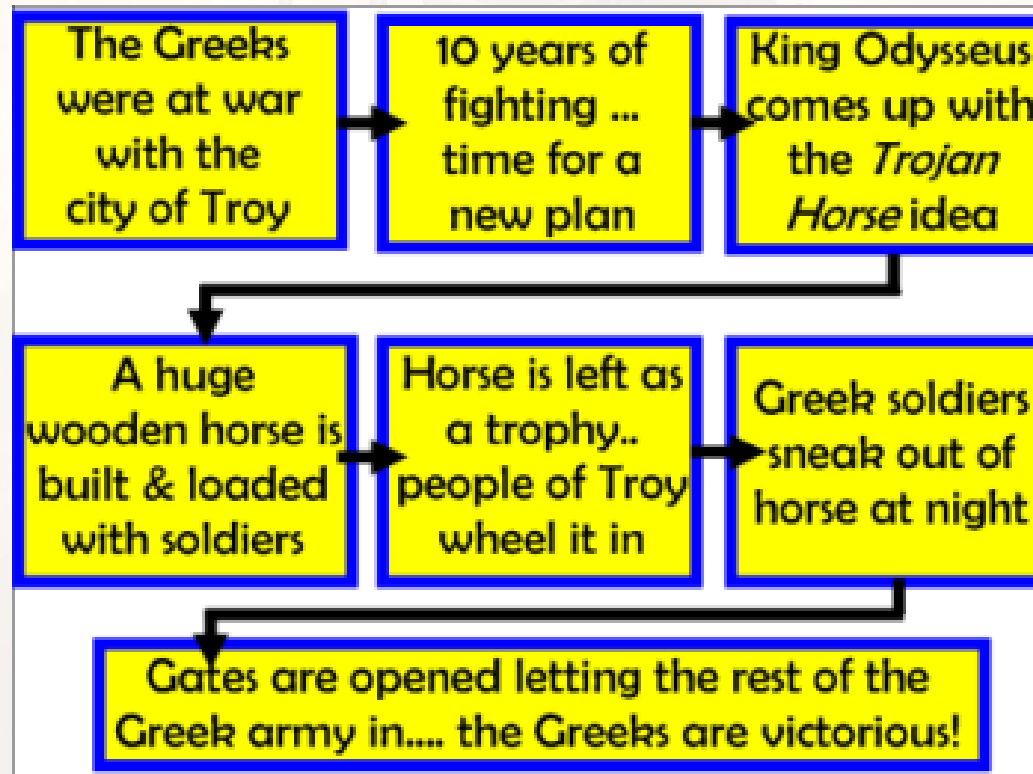 The Greeks
were at war
with the
city of Troy
10 years of
fighting ...
time for a
new plan
King Odysseus
comes up with
the Trojan
Horse idea
A huge
wooden horse is
built & loaded
with soldiers
Horse is left as
a trophy..
people of Troy
wheel it in
Greek soldiers
sneak out of
horse at night
Gates are opened letting the rest of the
Greek army in.... the Greeks are victorious!